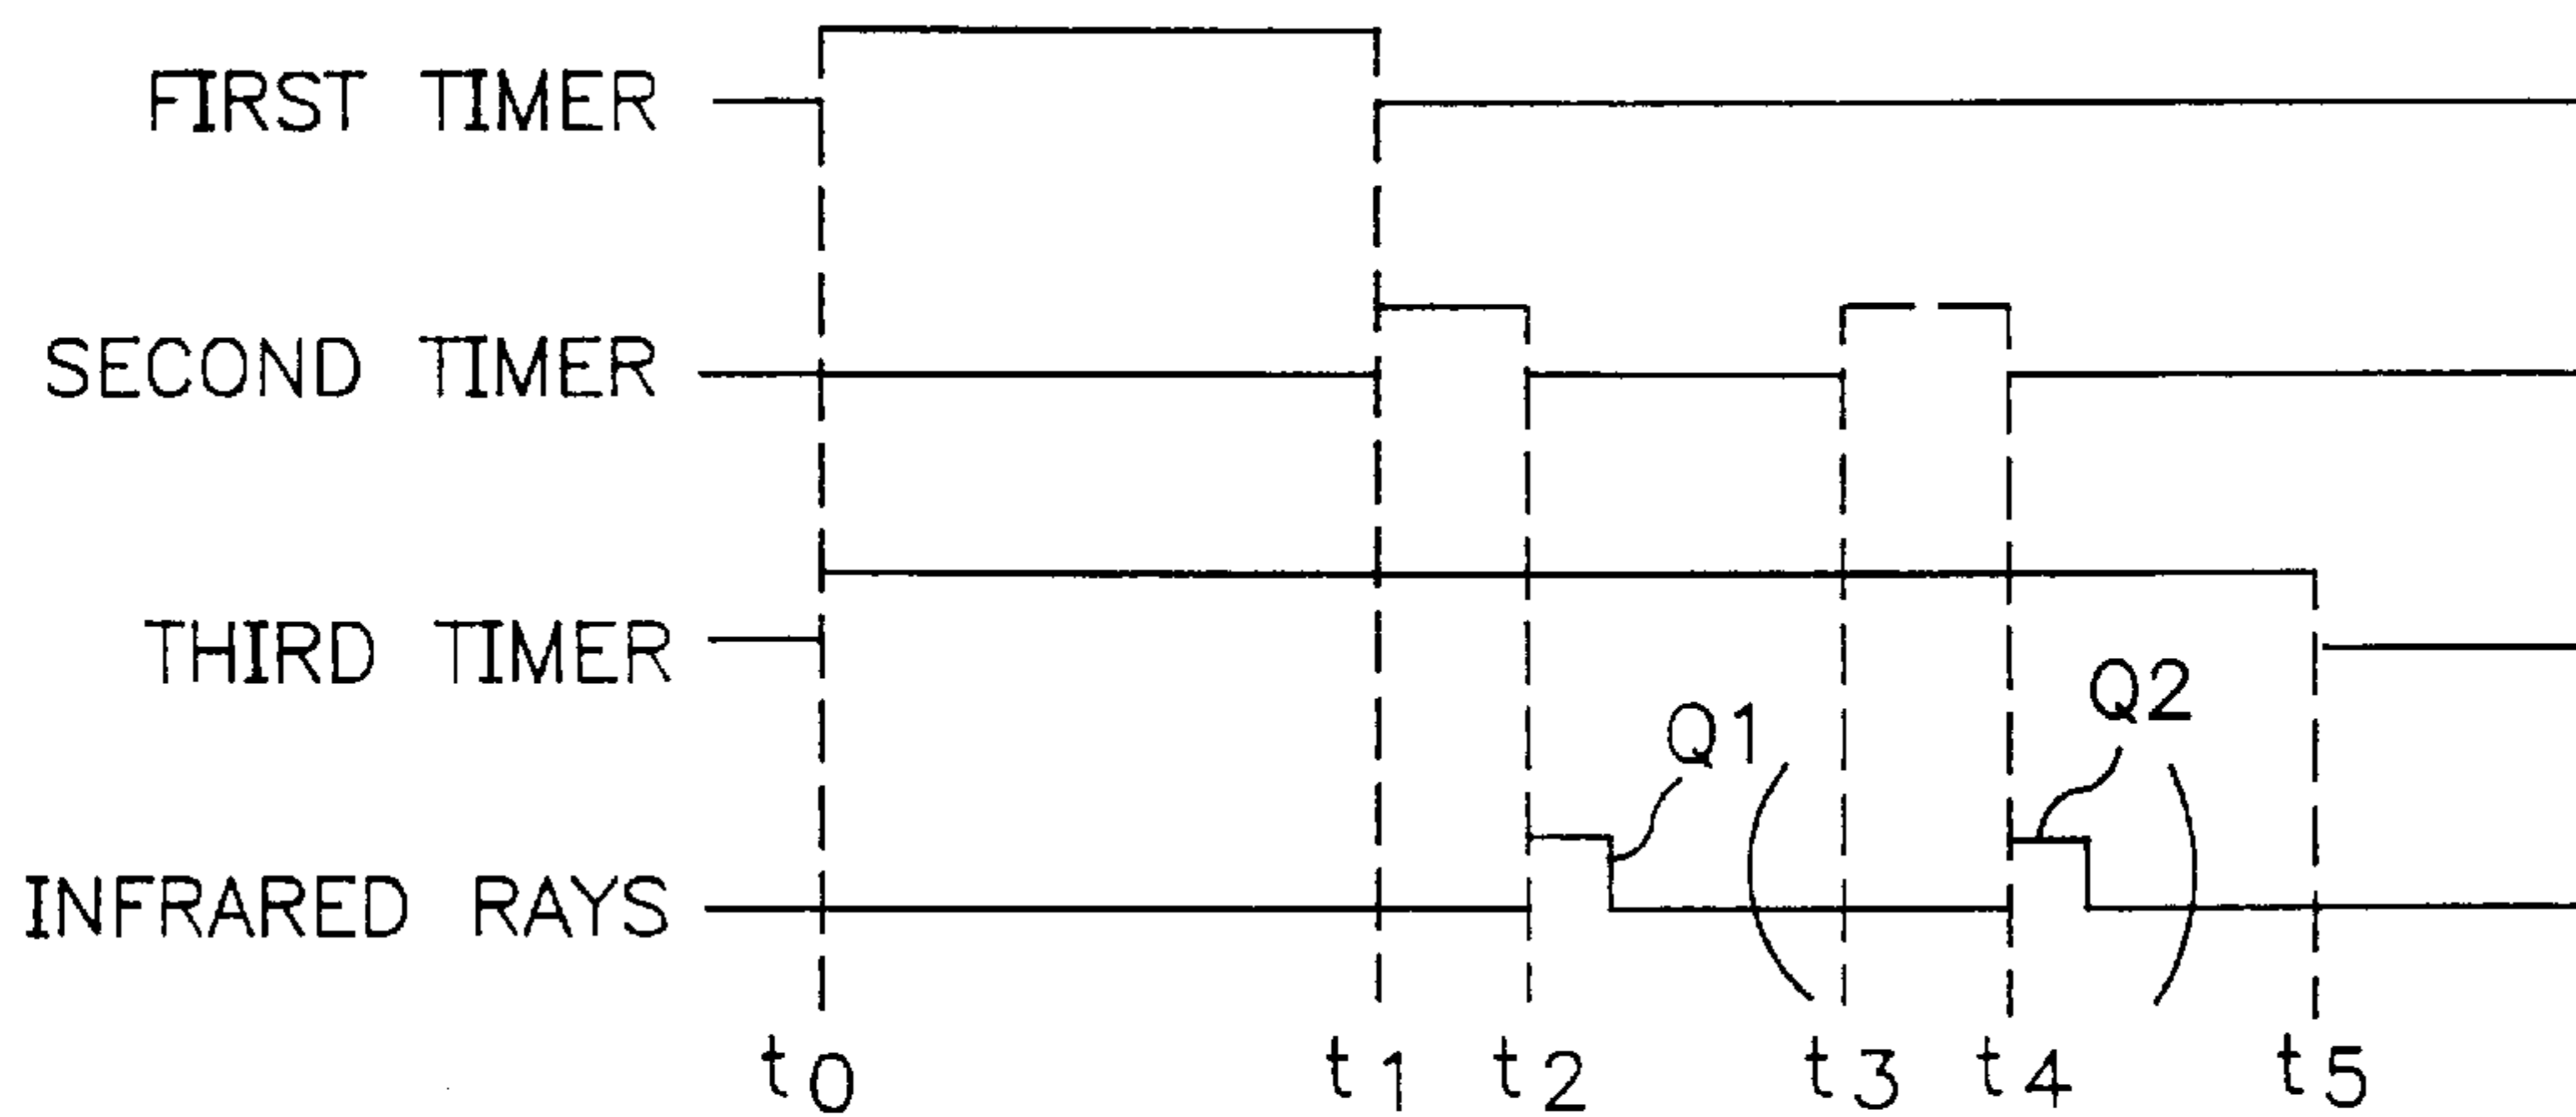 FIRST TIMER
SECOND TIMER
THIRD TIMER
Q1
Q2
INFRARED RAYS
t0 t1 t2 t3 t4 t5